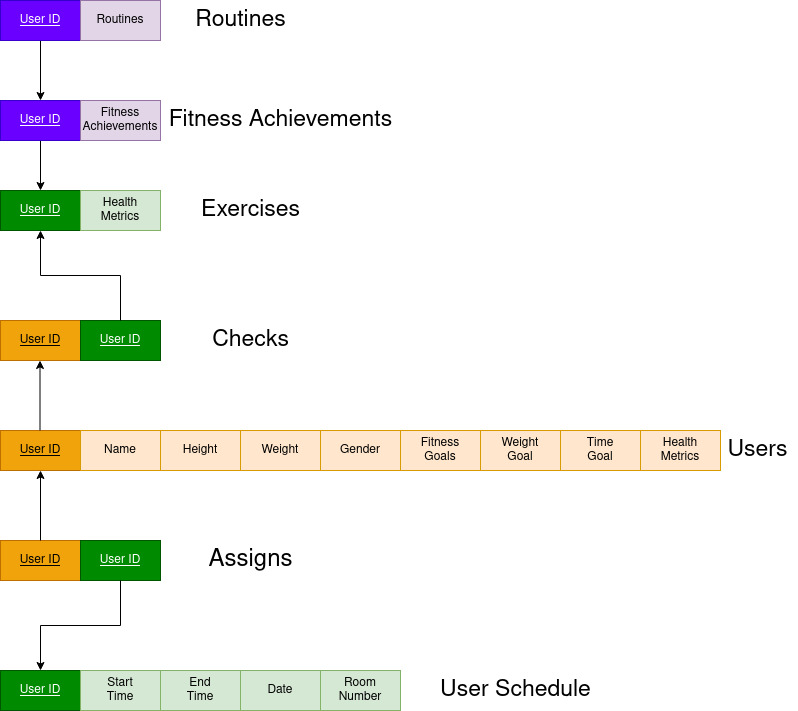 User ID Routines Routines
User ID Fitness Achievements Fitness Achievements
User ID Health Metrics Exercises
User ID User ID Checks
User ID Name Height Weight Gender Fitness Goals Weight Goal Time Goal Health Metrics Users
User ID User ID Assigns
User ID Start Time End Time Date Room Number User Schedule